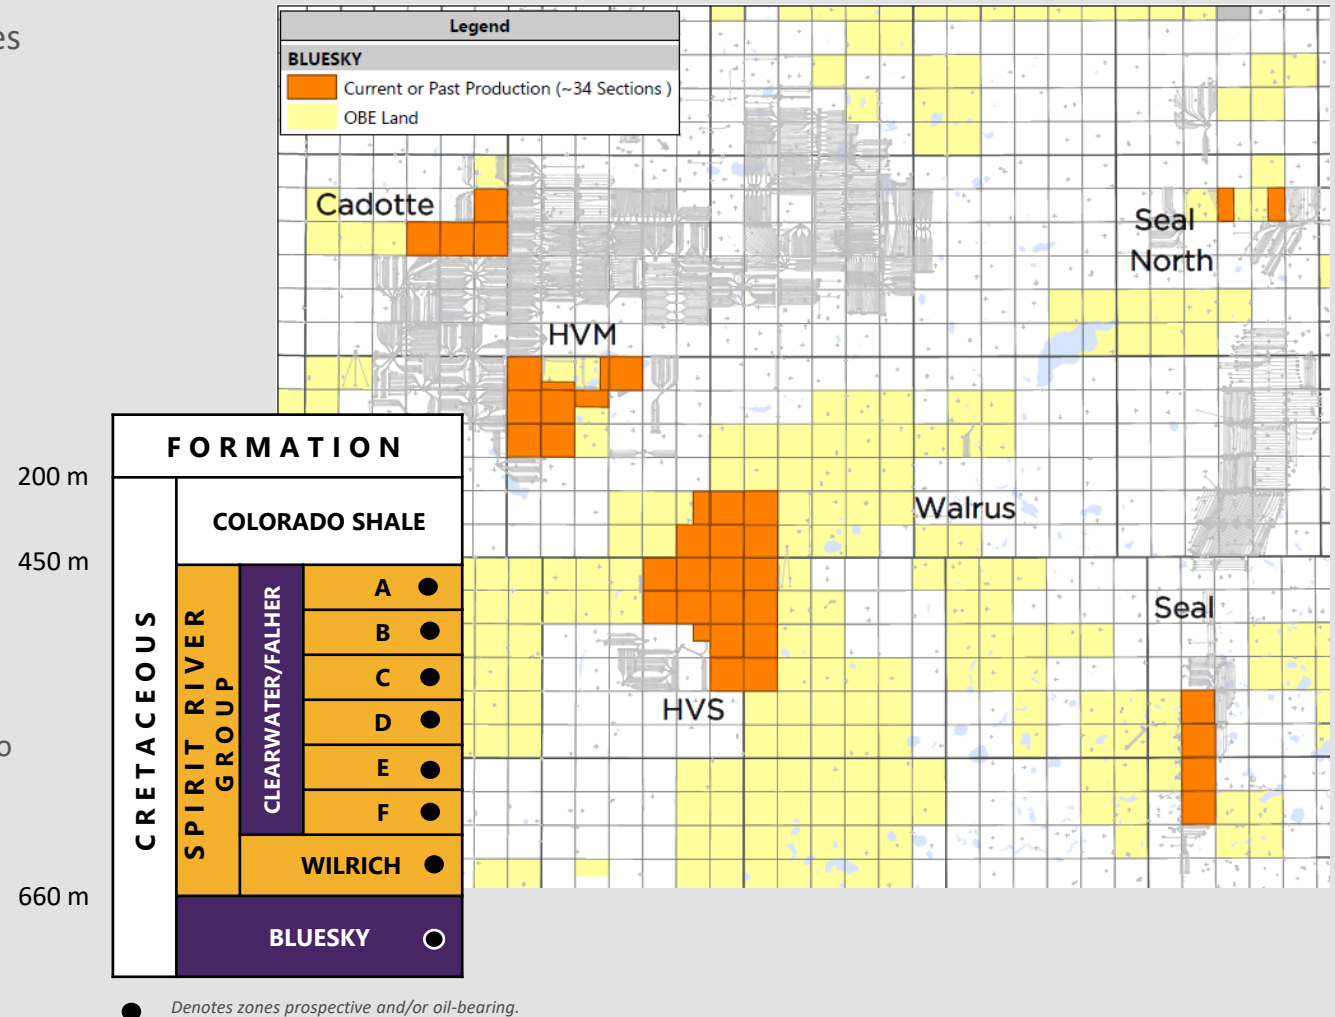 es
Legend
BLUESKY
Current or Past Production (~34 Sections )
OBE Land
Cadotte
Seal
North
HVM
Walrus
Seal
HVS
FORMATION
200 m
COLORADO SHALE
450 m
CRETACEOUS
SPIRIT RIVER
GROUP
CLEARWATER/FALHER
A
B
C
D
E
F
WILRICH
o
660 m
BLUESKY
Denotes zones prospective and/or oil-bearing.